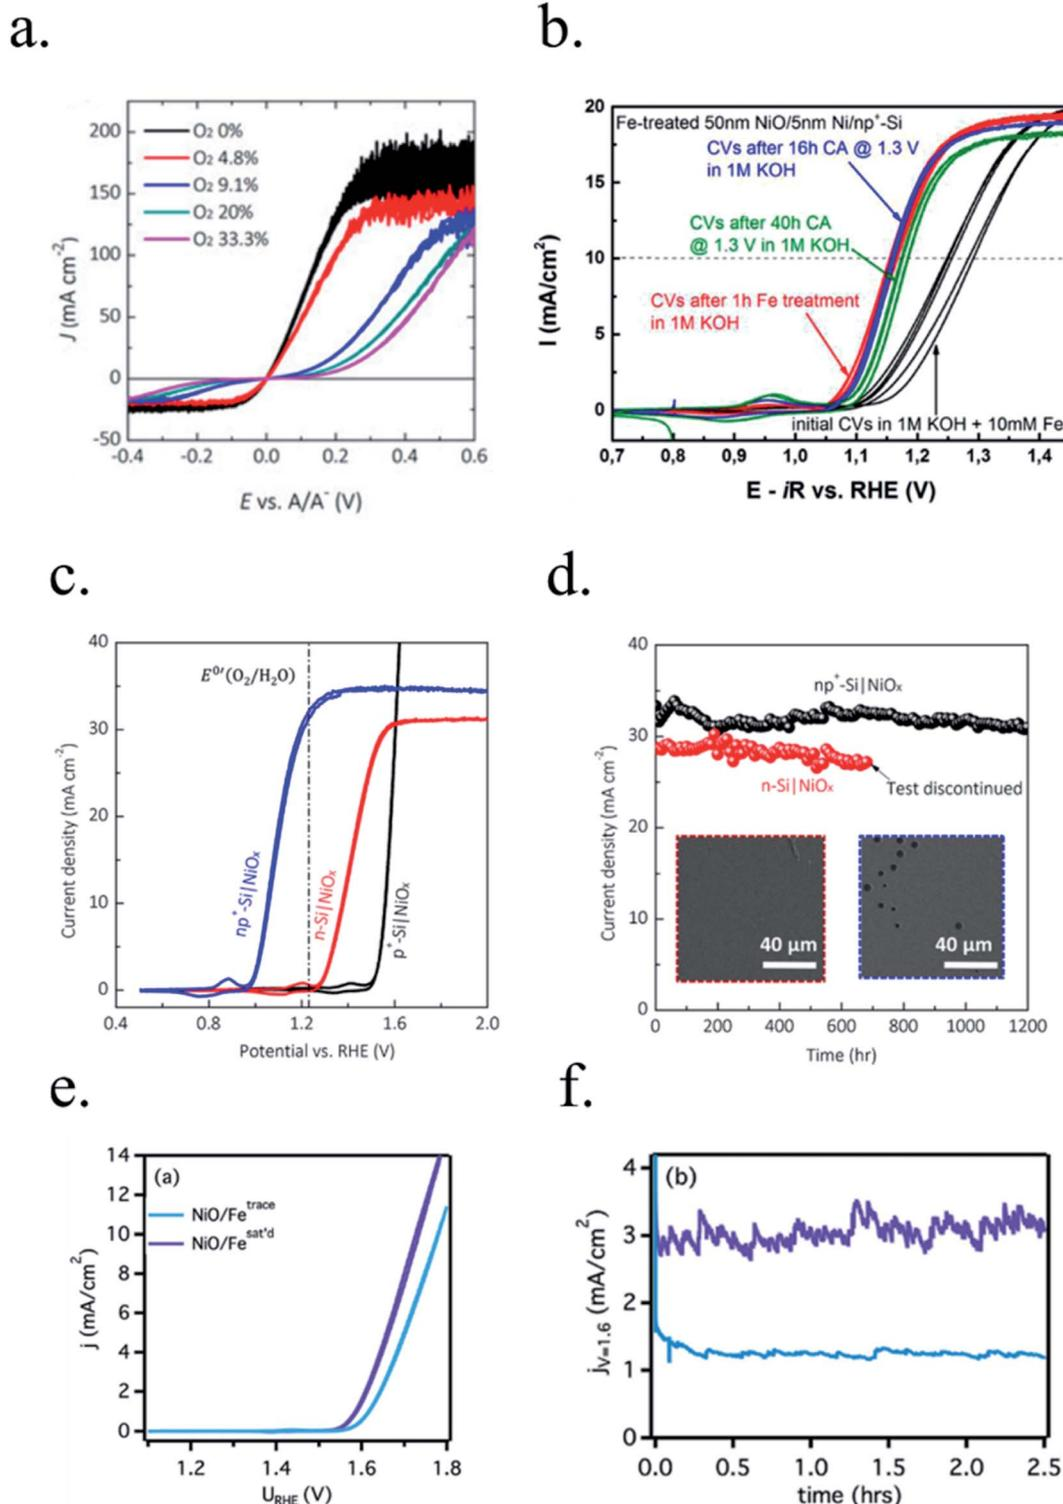 a.
200
150
100
50
0
-50
O₂ 0%
O₂ 4.8%
O₂ 9.1%
O₂ 20%
O₂ 33.3%
J (mA cm⁻²)
-0.4 -0.2 0.0 0.2 0.4 0.6
E vs. A/A⁻ (V)
b.
20
15
10
5
0
Fe-treated 50nm NiO/5nm Ni/np⁺-Si
CVs after 16h CA @ 1.3 V
in 1M KOH
CVs after 40h CA
@ 1.3 V in 1M KOH
CVs after 1h Fe treatment
in 1M KOH
initial CVs in 1M KOH + 10mM Fe
I (mA/cm²)
0,7 0,8 0,9 1,0 1,1 1,2 1,3 1,4
E - iR vs. RHE (V)
c.
40
30
20
10
0
E⁰′(O₂/H₂O)
np⁺-Si|NiOₓ
n-Si|NiOₓ
p⁺-Si|NiOₓ
Current density (mA cm⁻²)
0.4 0.8 1.2 1.6 2.0
Potential vs. RHE (V)
d.
40
30
20
10
0
np⁺-Si|NiOₓ
n-Si|NiOₓ
Test discontinued
40 μm
40 μm
Current density (mA cm⁻²)
0 200 400 600 800 1000 1200
Time (hr)
e.
14
12
10
8
6
4
2
0
(a)
NiO/Fe^trace
NiO/Fe^sat'd
j (mA/cm²)
1.2 1.4 1.6 1.8
U_RHE (V)
f.
4
3
2
1
0
(b)
j_V=1.6 (mA/cm²)
0.0 0.5 1.0 1.5 2.0 2.5
time (hrs)